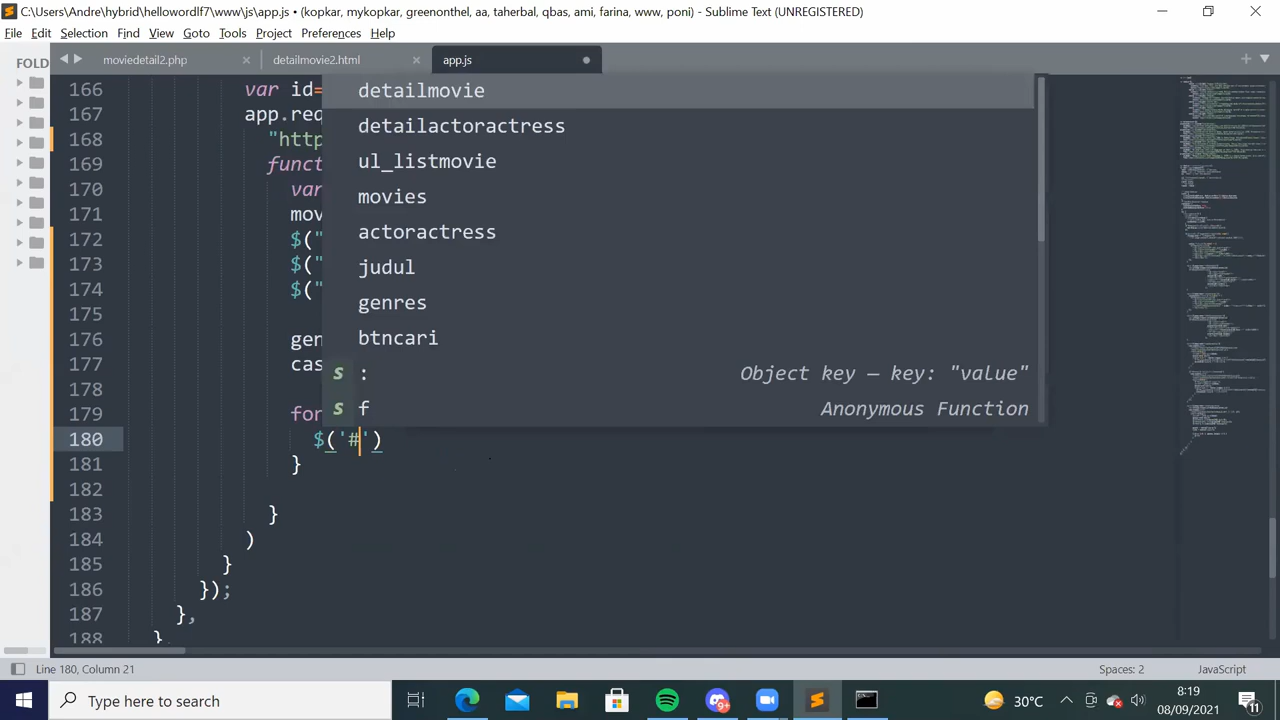 C:\Users\Andre\hybrid\hellowordlf7\www\js\app.js • (kopkar, mykopkar, greenanthel, aa, taherbal, qbas, ami, farina, www, poni) - Sublime Text (UNREGISTERED)
File Edit Selection Find View Goto Tools Project Preferences Help
FOLD
moviedetail2.php
detailmovie2.html
app.js
166 var id=
167 app.req
168 "http
169 funct
170 var
171 mov
172 $("
173 $("
174 $("
175
176 gen
177 cas
178
179 for
180 $('#')
181 }
182
183 }
184 )
185 }
186 });
187 },
188 }
detailmovie
detailactoractress
ul_listmovie
movies
actoractress
judul
genres
btncari
s : Object key — key: "value"
s f Anonymous Function
Line 180, Column 21
Spaces: 2
JavaScript
Type here to search
9+
30°C
8:19
08/09/2021
11